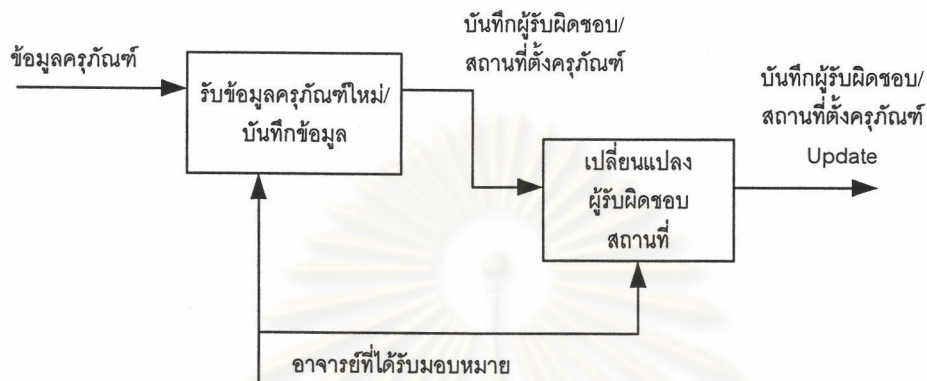 ข้อมูลครุภัณฑ์
รับข้อมูลครุภัณฑ์ใหม่/
บันทึกข้อมูล
บันทึกผู้รับผิดชอบ/
สถานที่ตั้งครุภัณฑ์
เปลี่ยนแปลง
ผู้รับผิดชอบ
สถานที่
บันทึกผู้รับผิดชอบ/
สถานที่ตั้งครุภัณฑ์
Update
อาจารย์ที่ได้รับมอบหมาย